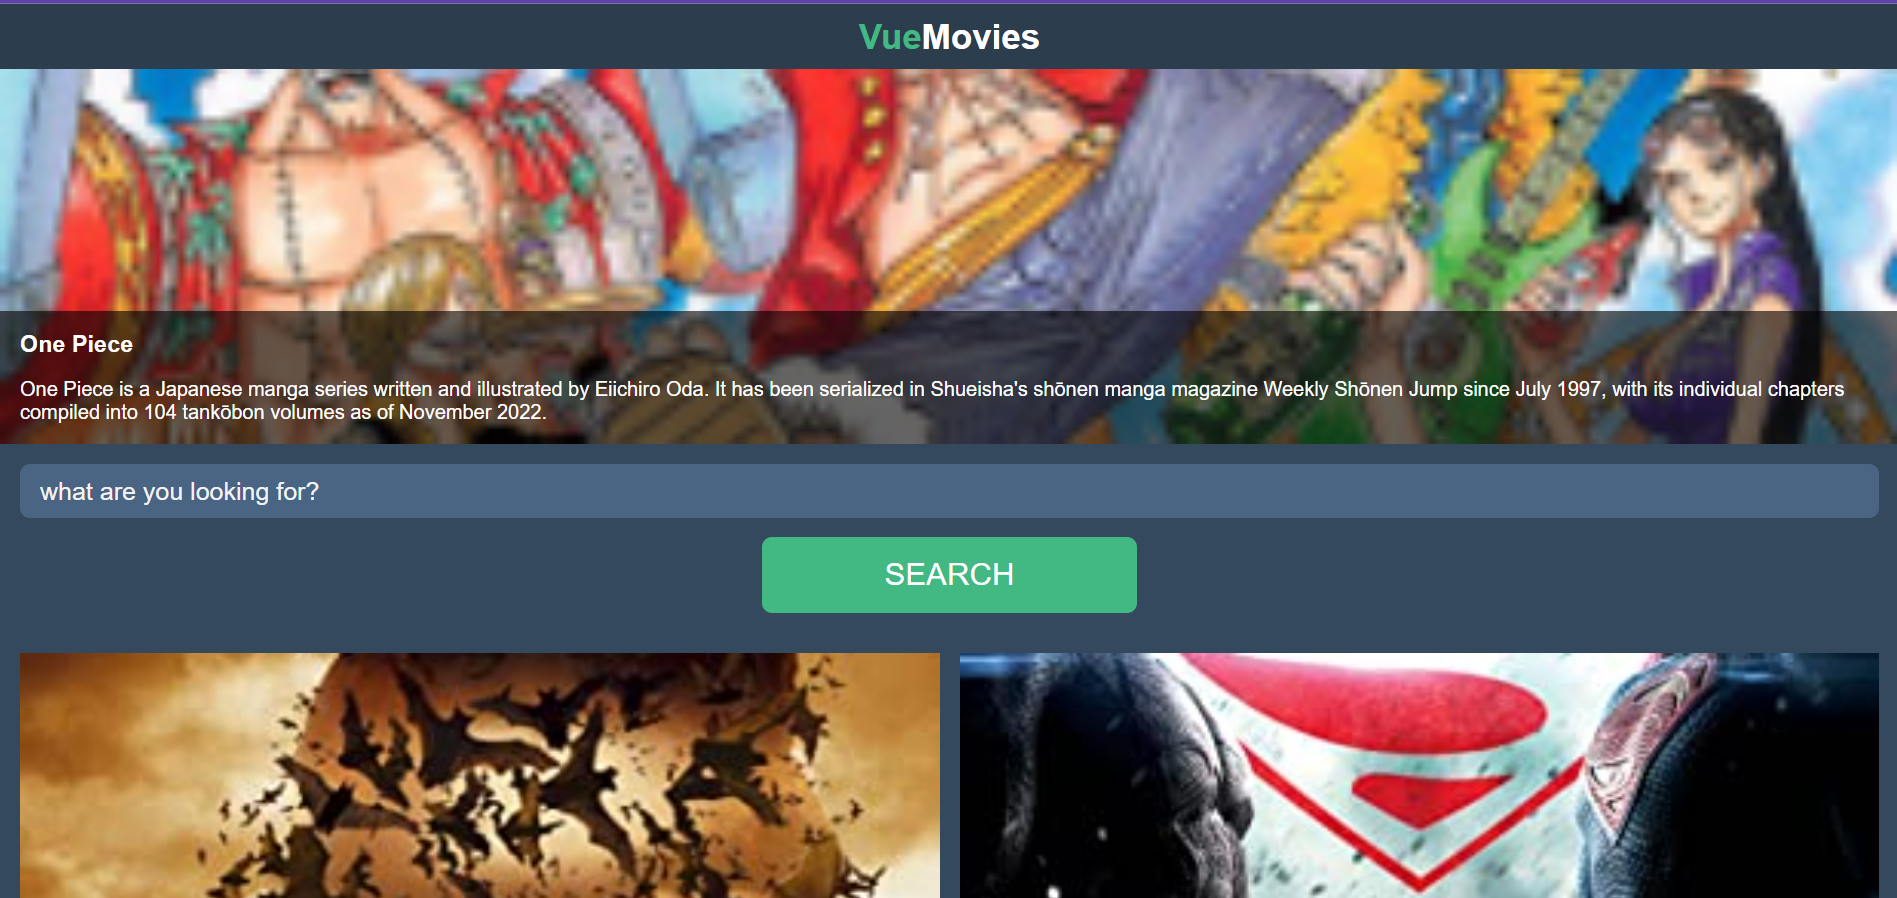 VueMovies
One Piece
One Piece is a Japanese manga series written and illustrated by Eiichiro Oda. It has been serialized in Shueisha's shōnen manga magazine Weekly Shōnen Jump since July 1997, with its individual chapters
compiled into 104 tankōbon volumes as of November 2022.
what are you looking for?
SEARCH